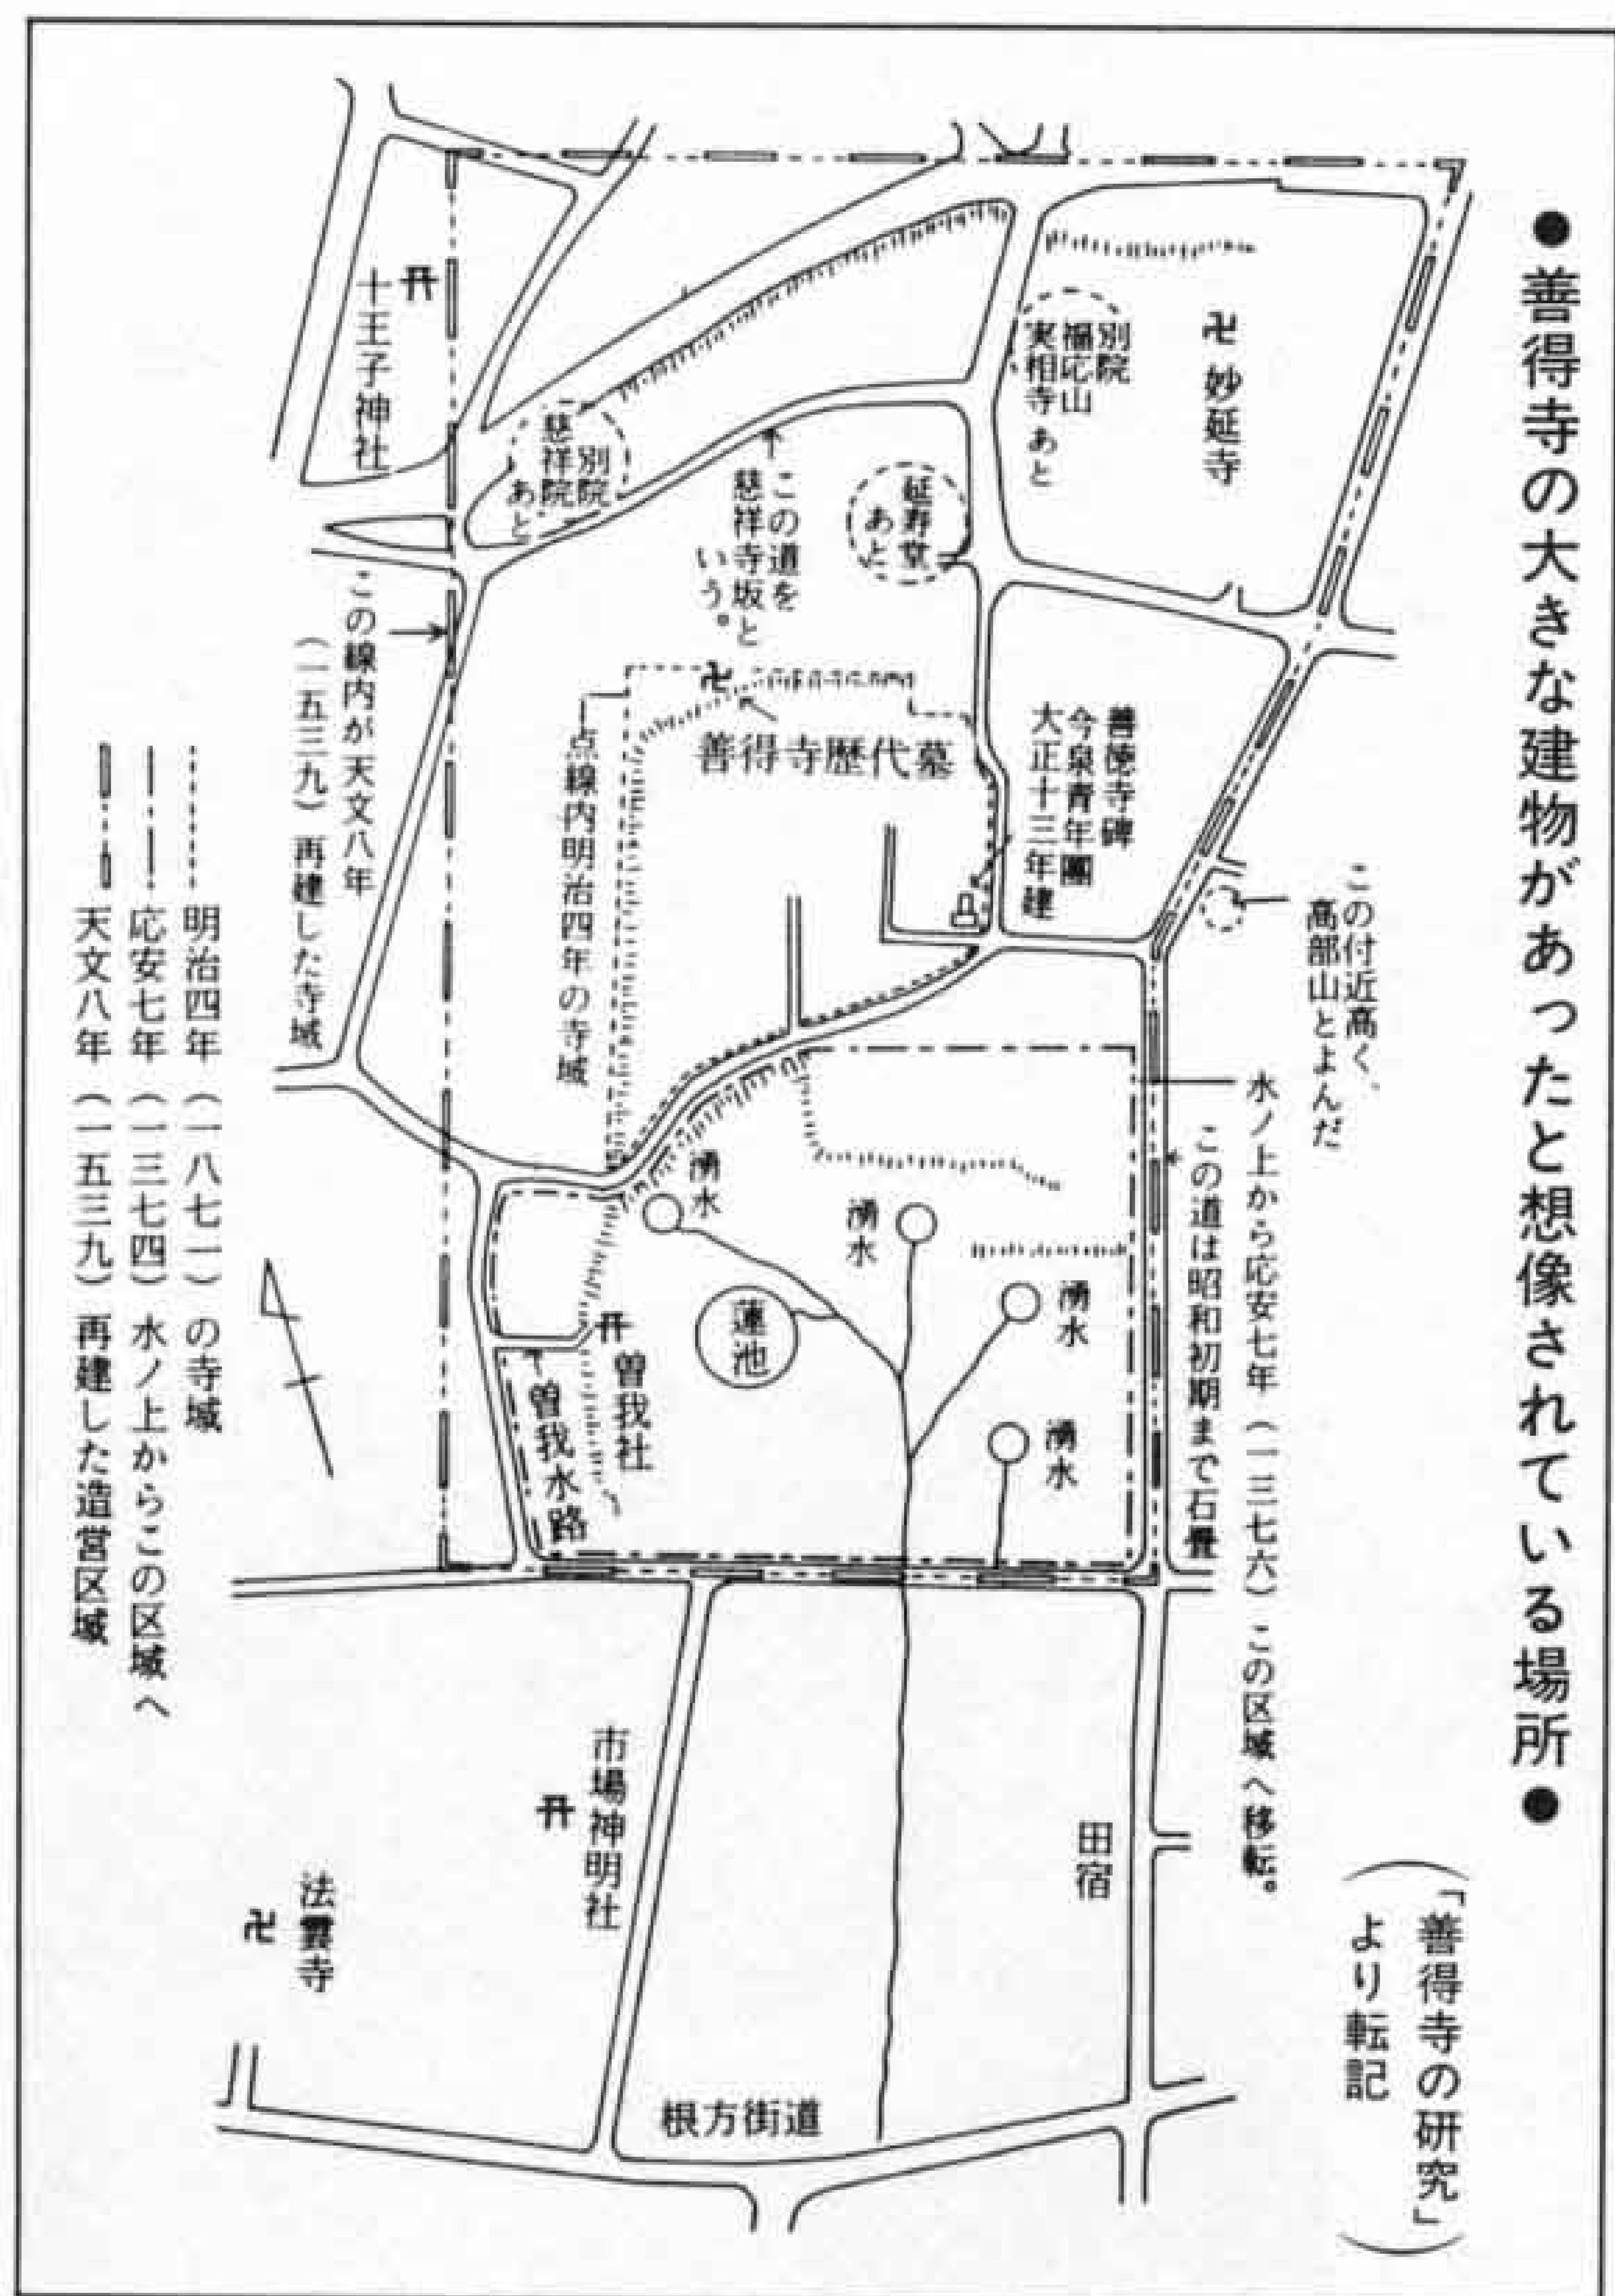 ●善得寺の大きな建物があったと想像されている場所●
(「善得寺の研究」
より転記)
卍 妙延寺
別院
福応山
実相寺あと
十王子神社
別院
慈祥院
あと
延寿堂
あと
この道を
慈祥寺坂と
いう。
この線内が天文八年
(一五三九)再建した寺域
善得寺歴代墓
点線内明治四年の寺域
善徳寺碑
今泉青年團
大正十三年建
この付近高く、
高部山とよんだ
水ノ上から応安七年(一三七六)この区域へ移転。
この道は昭和初期まで石畳
湧水
湧水
湧水
湧水
蓮池
曽我社
曽我水路
明治四年(一八七一)の寺域
応安七年(一三七四)水ノ上からこの区域へ
天文八年(一五三九)再建した造営区域
田宿
市場神明社
法雲寺
卍
根方街道